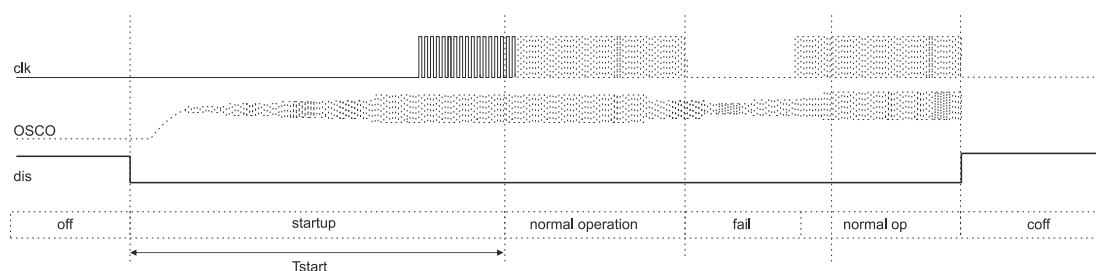 clk
OSCO
dis
off startup normal operation fail normal op coff
Tstart